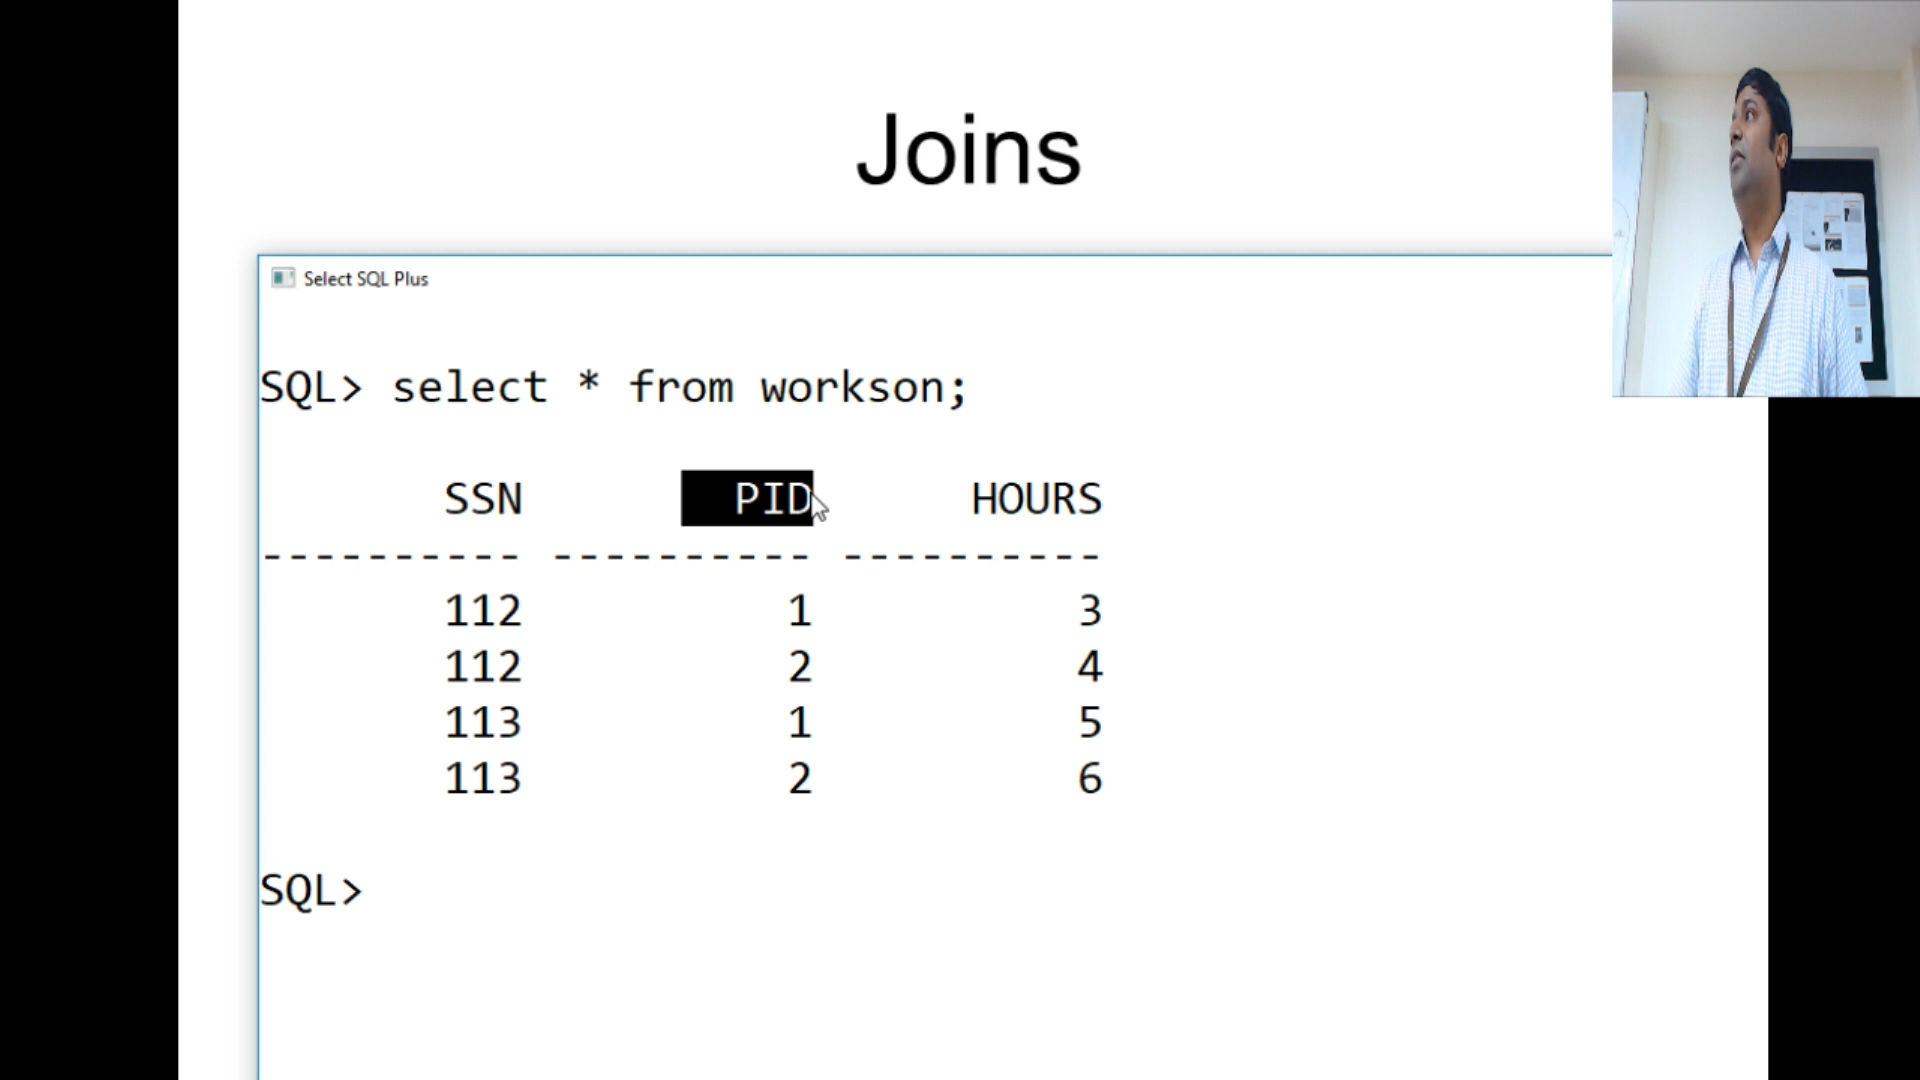 Joins
Select SQL Plus
SQL> select * from workson;
SSN PID HOURS
---------- ---------- ----------
112 1 3
112 2 4
113 1 5
113 2 6
SQL>